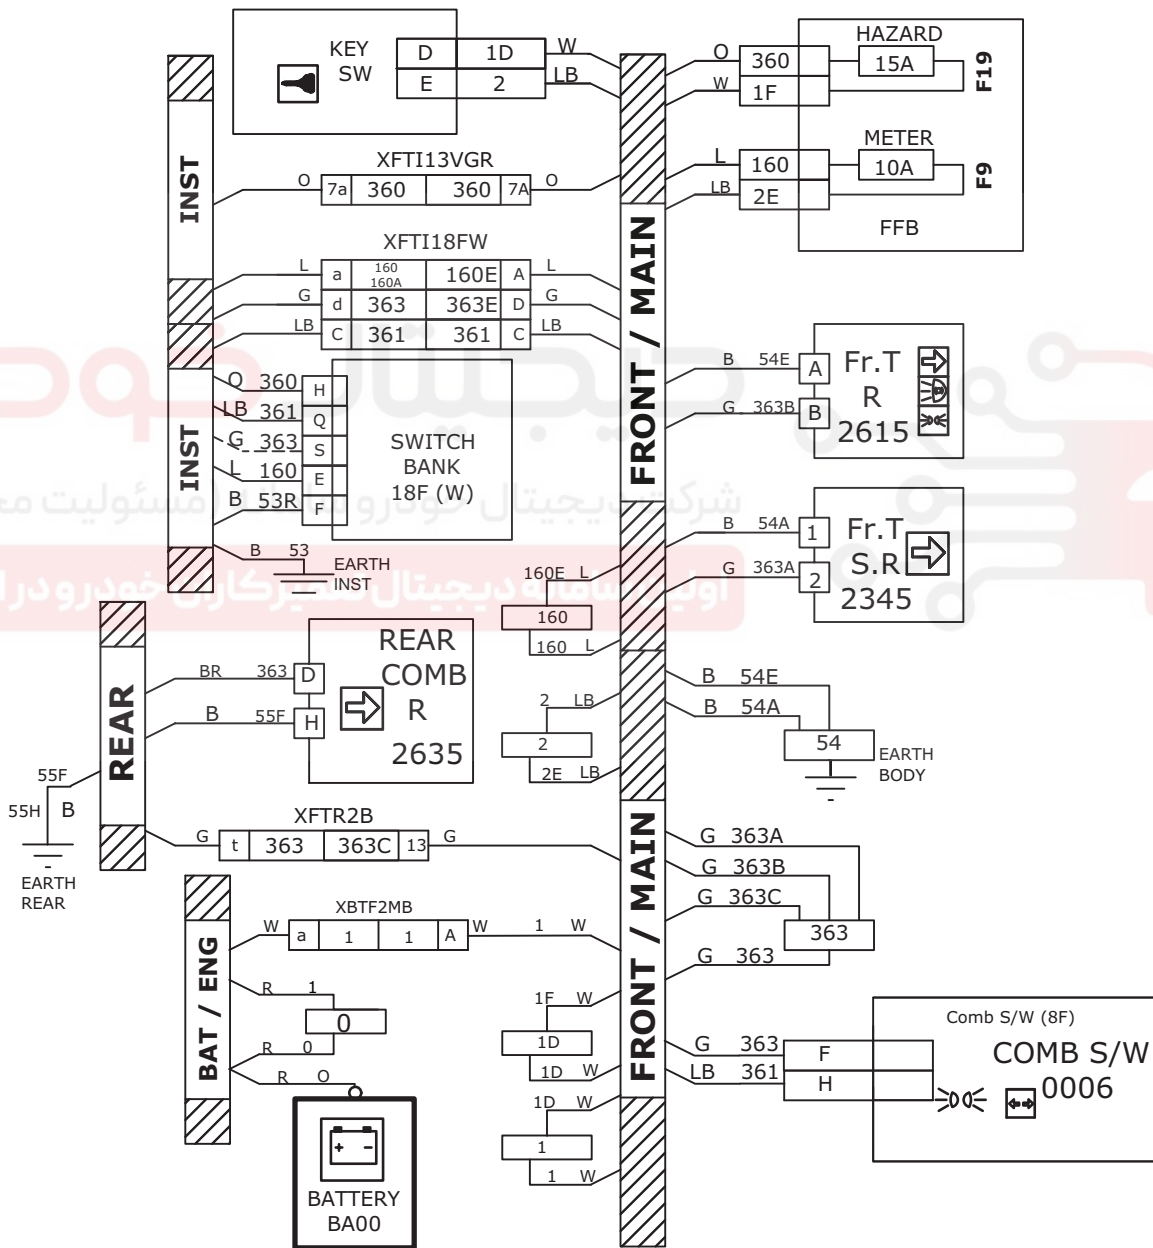 KEY
SW
D 1D W
E 2 LB
HAZARD
O 360 15A F19
W 1F
METER
L 160 10A F9
LB 2E
FFB
INST
XFTI13VGR
O 7a 360 360 7A O
XFTI18FW
L a 160 160A 160E A L
G d 363 363E D G
LB C 361 361 C LB
FRONT / MAIN
INST
O 360 H
LB 361 Q
G 363 S
L 160 E
B 53R F
SWITCH
BANK
18F (W)
B 53 EARTH
INST
B 54E A
G 363B B
Fr.T
R
2615
B 54A 1
G 363A 2
Fr.T
S.R
2345
160E L
160
160 L
REAR
BR 363 D
B 55F H
REAR
COMB
R
2635
2 LB
2
2E LB
B 54E
B 54A
54
EARTH
BODY
55F
55H B
EARTH
REAR
XFTR2B
G t 363 363C 13 G
FRONT / MAIN
G 363A
G 363B
G 363C
363
G 363
BAT / ENG
XBTF2MB
W a 1 1 A W 1 W
R 1
0
R 0
R O
BATTERY
BA00
1F W
1D
1D W
1D W
1
1 W
Comb S/W (8F)
G 363 F
LB 361 H
COMB S/W
0006
دیجیتال خودرو